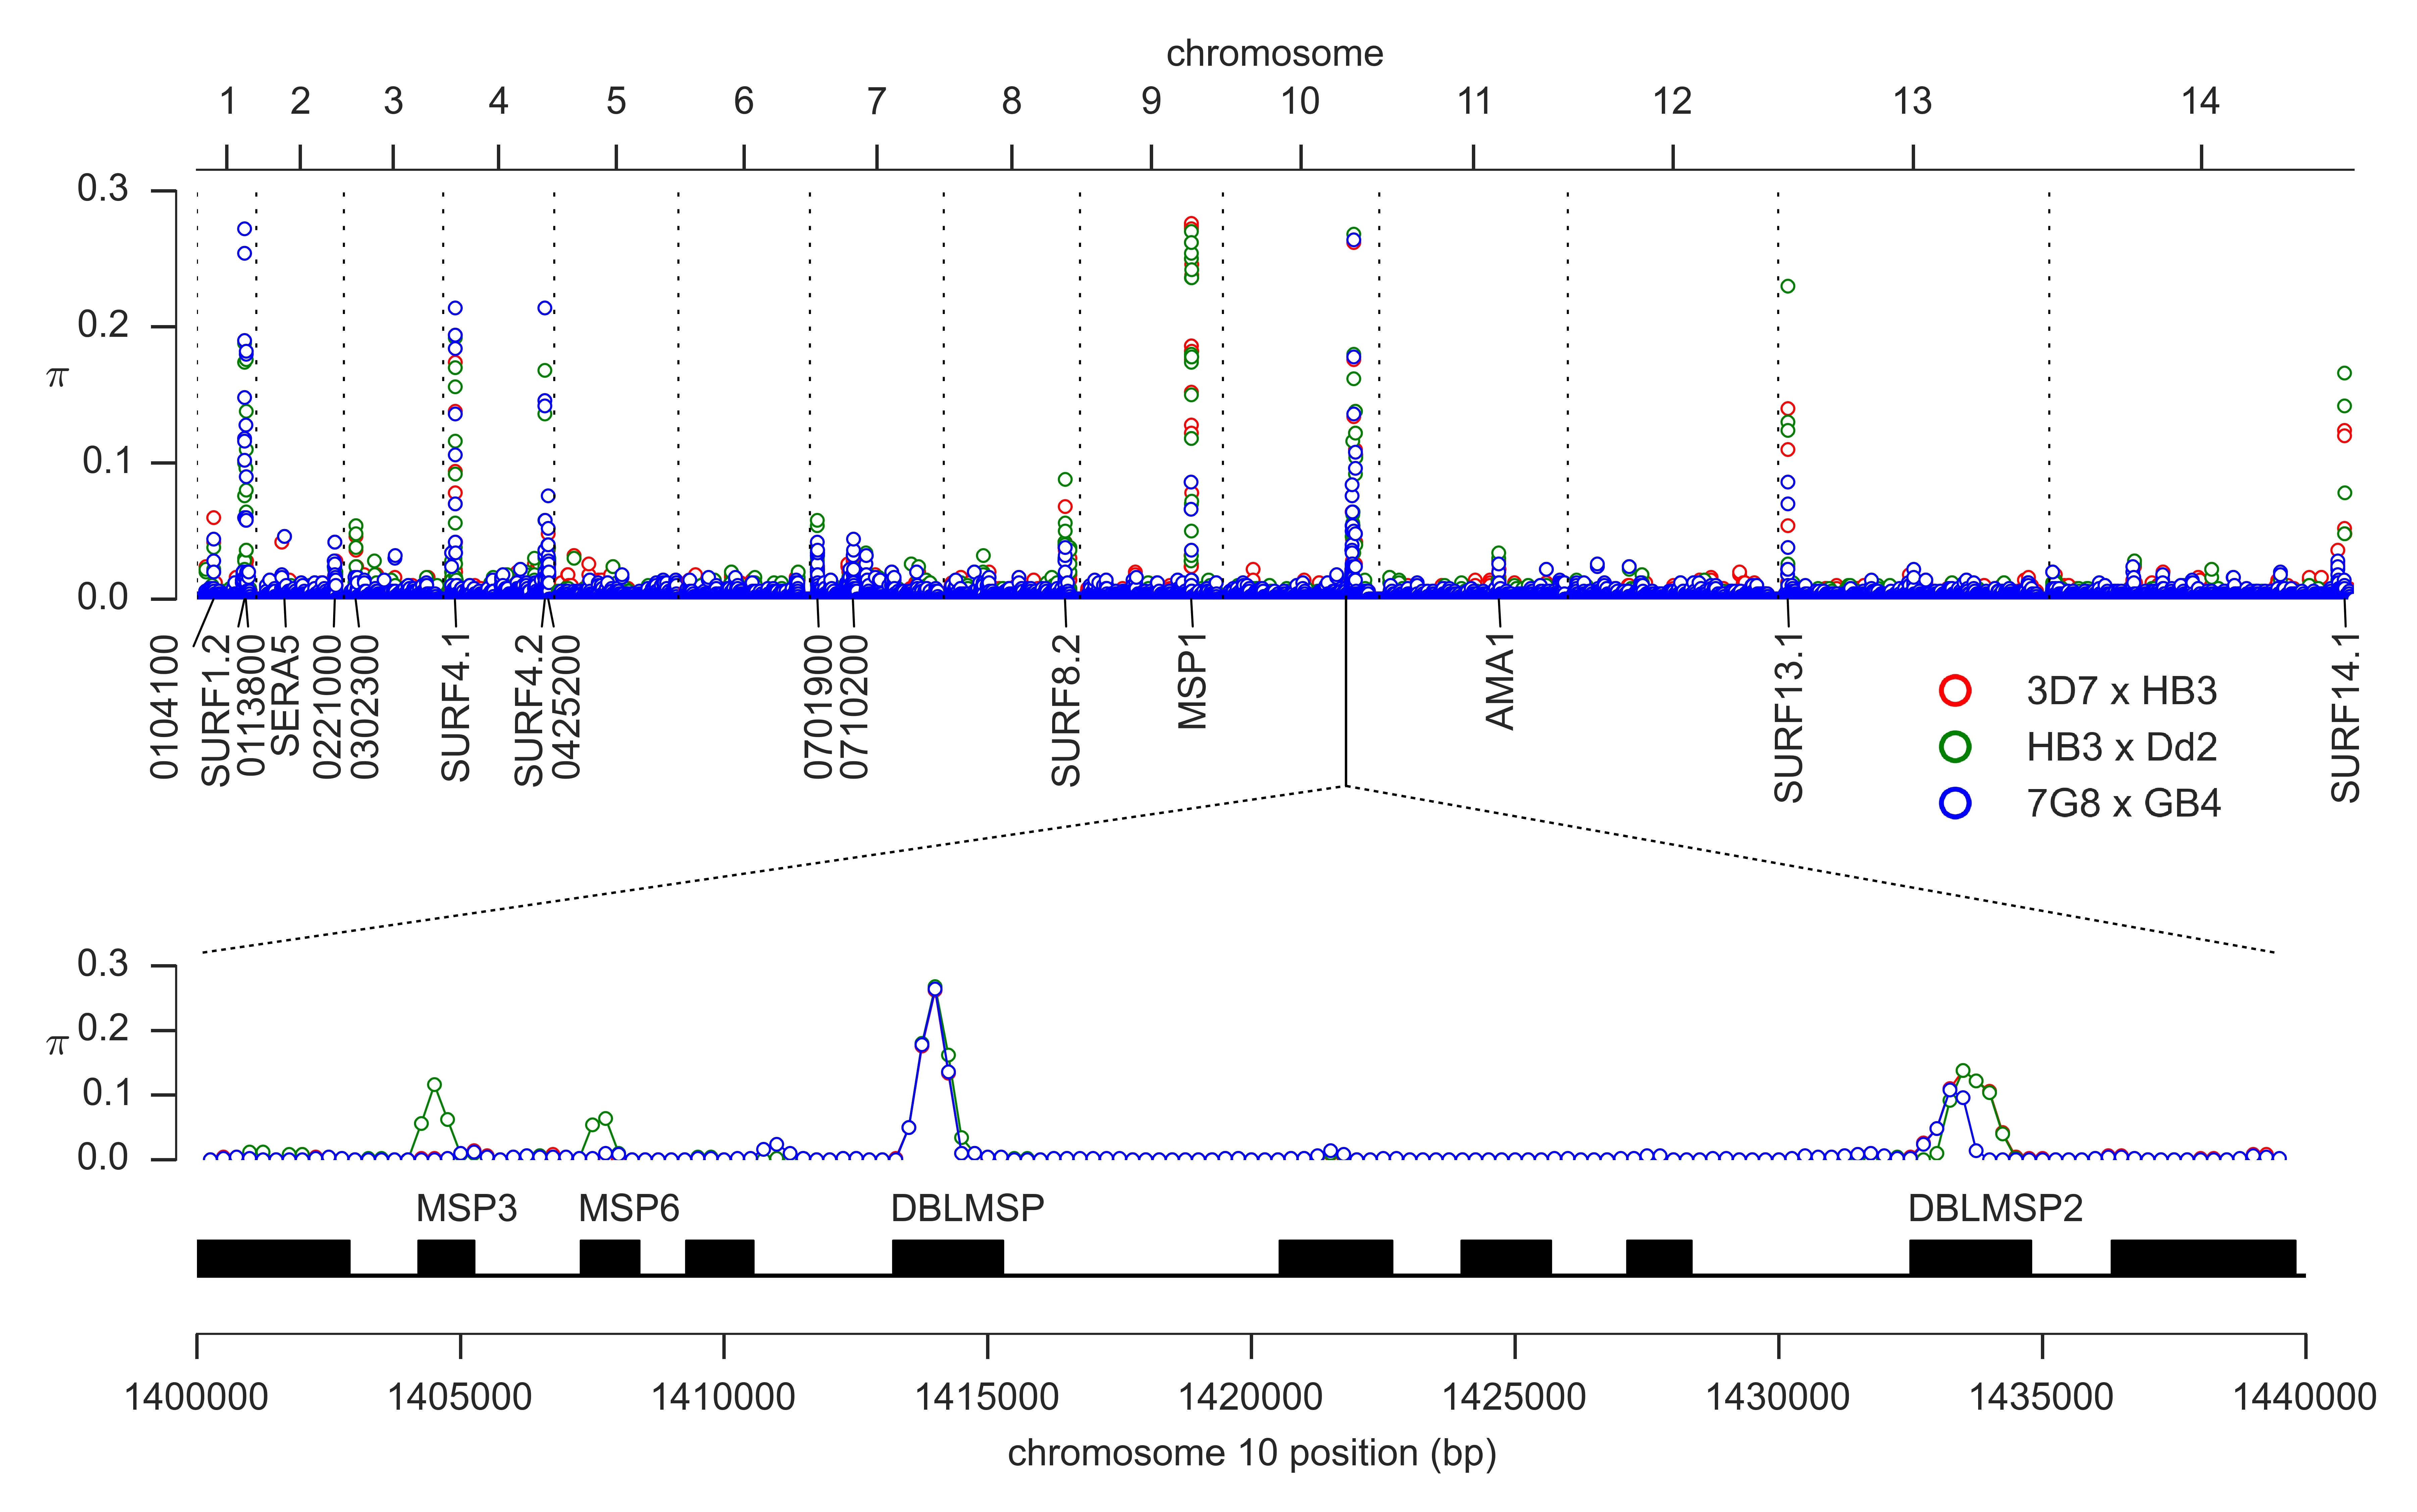 chromosome
1 2 3 4 5 6 7 8 9 10 11 12 13 14
0.3
0.2
π
0.1
0.0
0104100
SURF1.2
0113800
SERA5
0221000
0302300
SURF4.1
SURF4.2
0425200
0701900
0710200
SURF8.2
MSP1
AMA1
SURF13.1
SURF14.1
3D7 x HB3
HB3 x Dd2
7G8 x GB4
0.3
0.2
π
0.1
0.0
MSP3 MSP6 DBLMSP DBLMSP2
1400000 1405000 1410000 1415000 1420000 1425000 1430000 1435000 1440000
chromosome 10 position (bp)